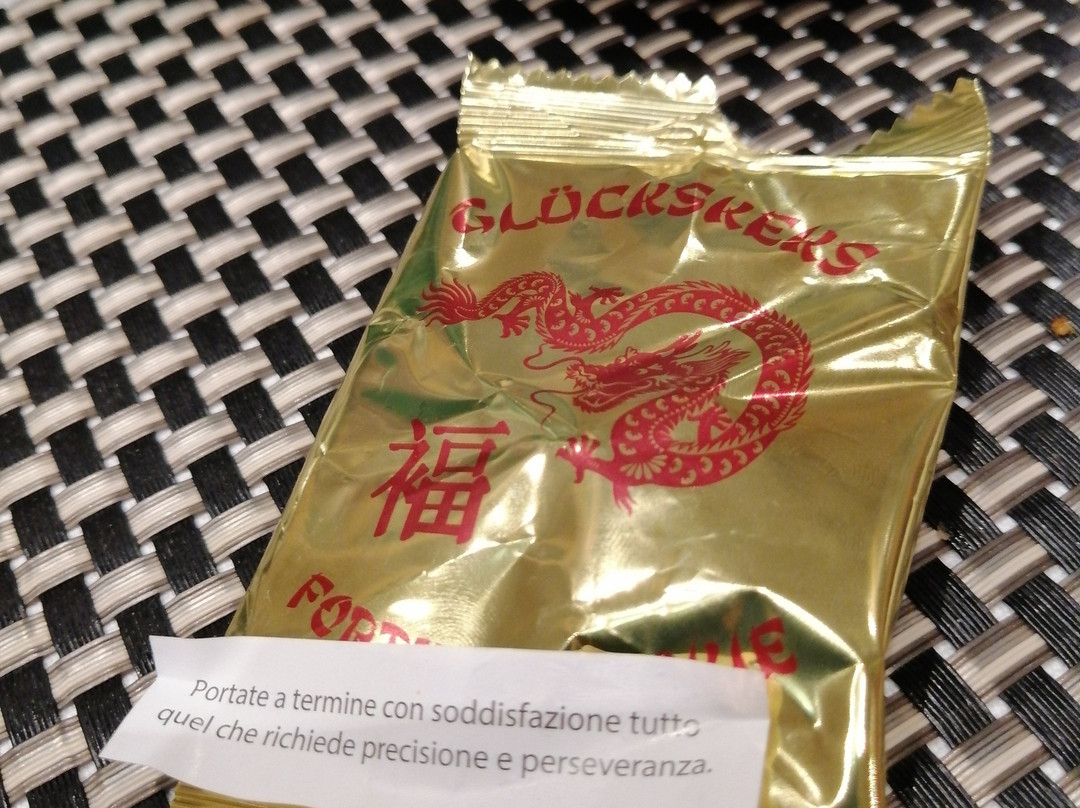 GLÜCKSKEKS
福
Portate a termine con soddisfazione tutto
quel che richiede precisione e perseveranza.